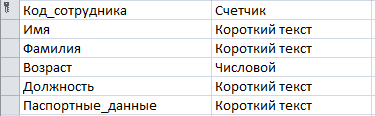 Код_сотрудника Счетчик
Имя Короткий текст
Фамилия Короткий текст
Возраст Числовой
Должность Короткий текст
Паспортные_данные Короткий текст